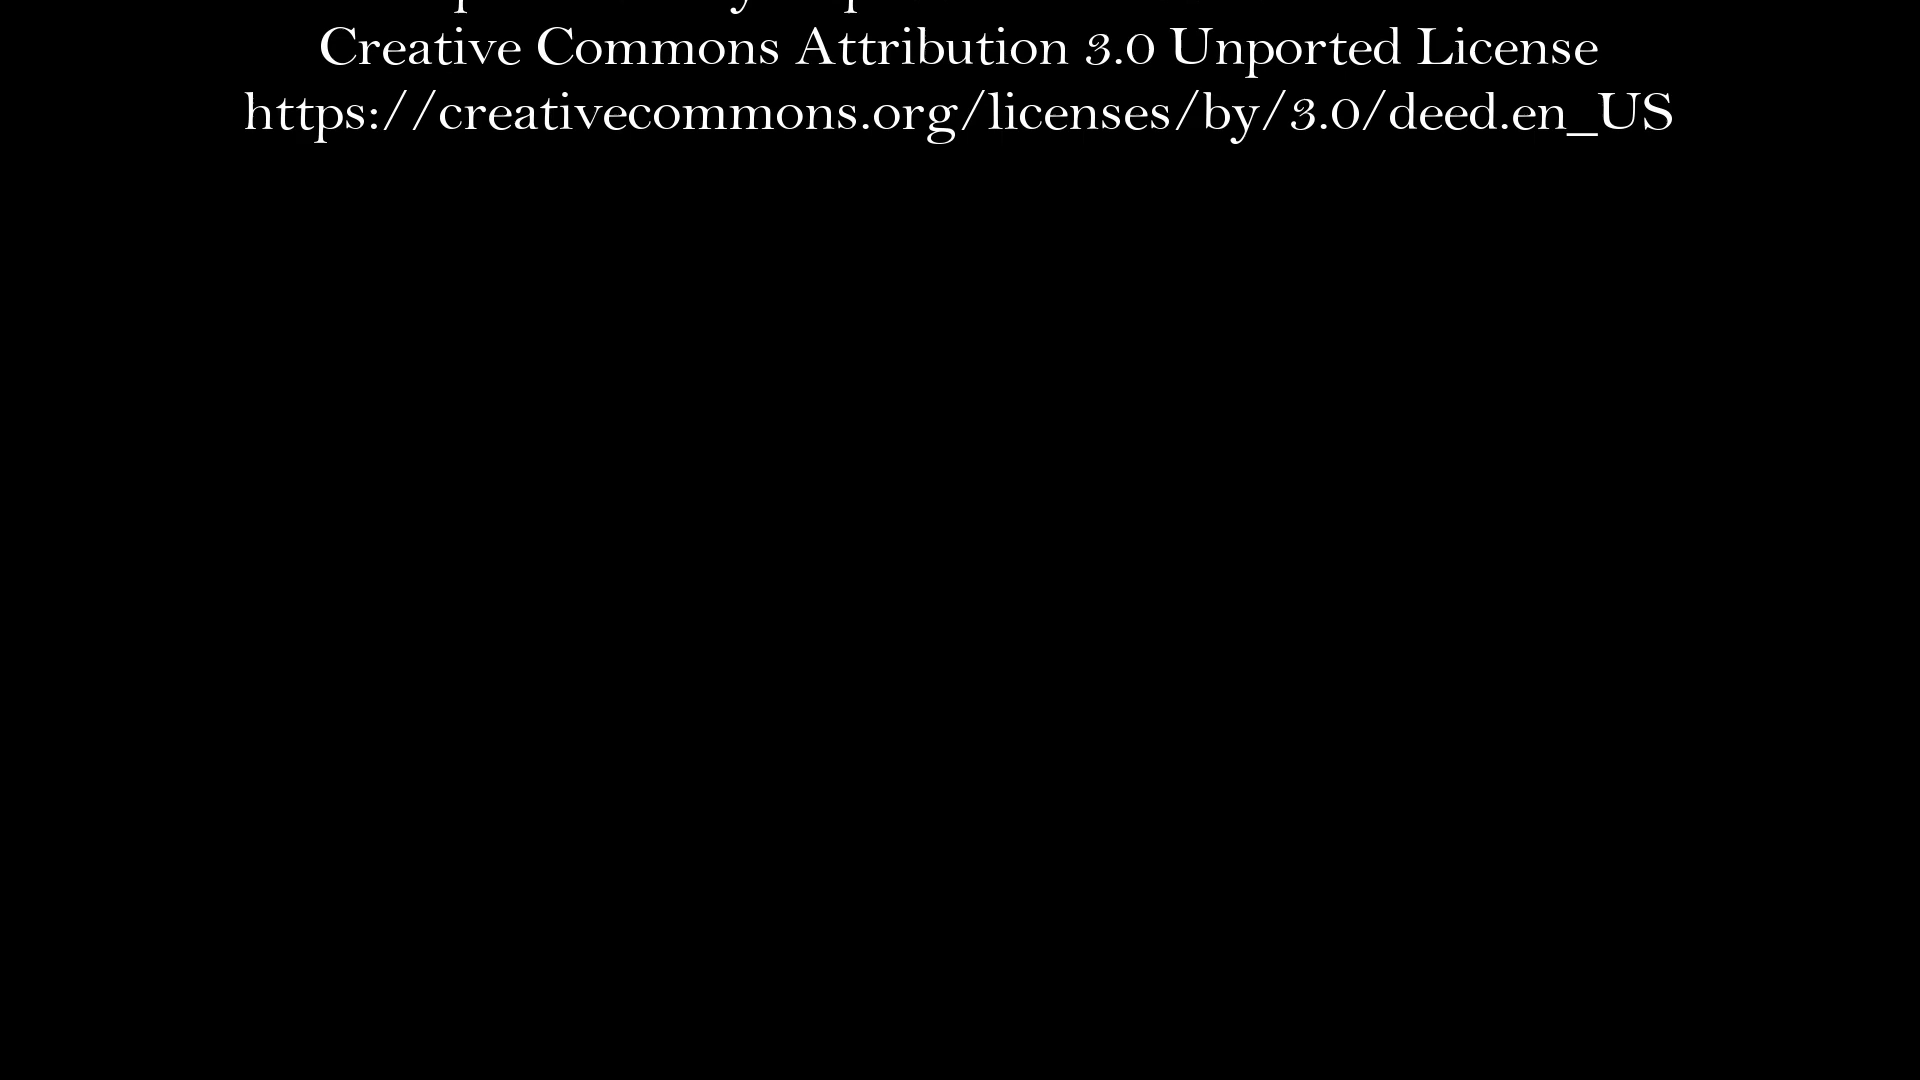 Creative Commons Attribution 3.0 Unported License
https://creativecommons.org/licenses/by/3.0/deed.en_US